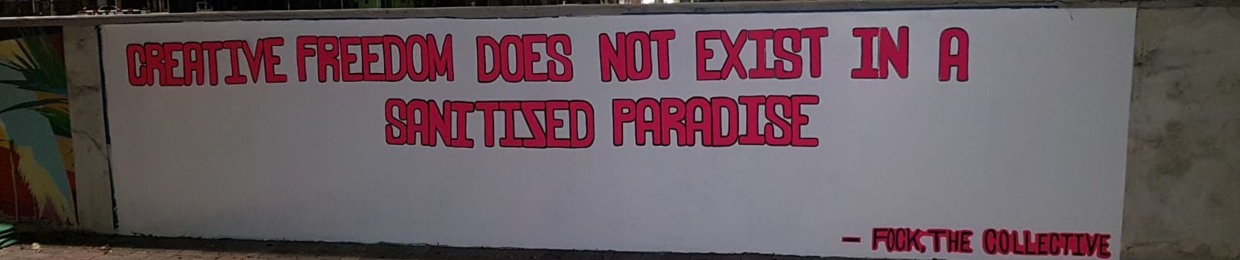 CREATIVE FREEDOM DOES NOT EXIST IN A
SANITISED PARADISE
- FOCK THE COLLECTIVE